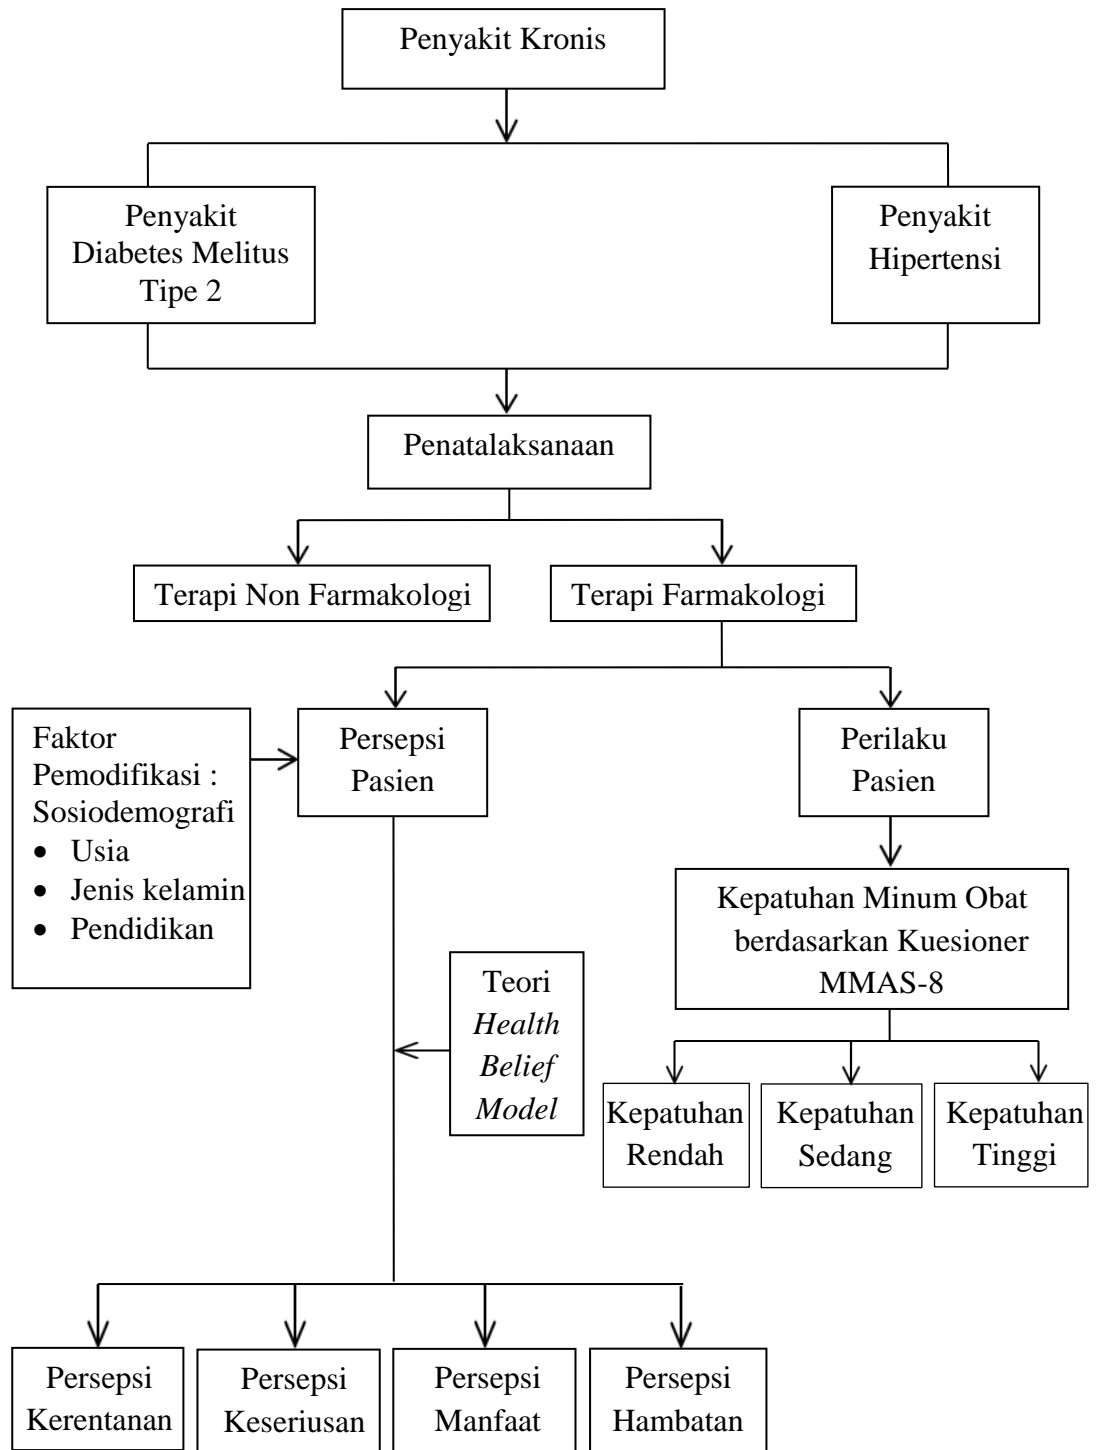 Penyakit Kronis
Penyakit
Diabetes Melitus
Tipe 2
Penyakit
Hipertensi
Penatalaksanaan
Terapi Non Farmakologi
Terapi Farmakologi
Faktor
Pemodifikasi :
Sosiodemografi
• Usia
• Jenis kelamin
• Pendidikan
Persepsi
Pasien
Perilaku
Pasien
Kepatuhan Minum Obat
berdasarkan Kuesioner
MMAS-8
Teori
Health
Belief
Model
Kepatuhan
Rendah
Kepatuhan
Sedang
Kepatuhan
Tinggi
Persepsi
Kerentanan
Persepsi
Keseriusan
Persepsi
Manfaat
Persepsi
Hambatan